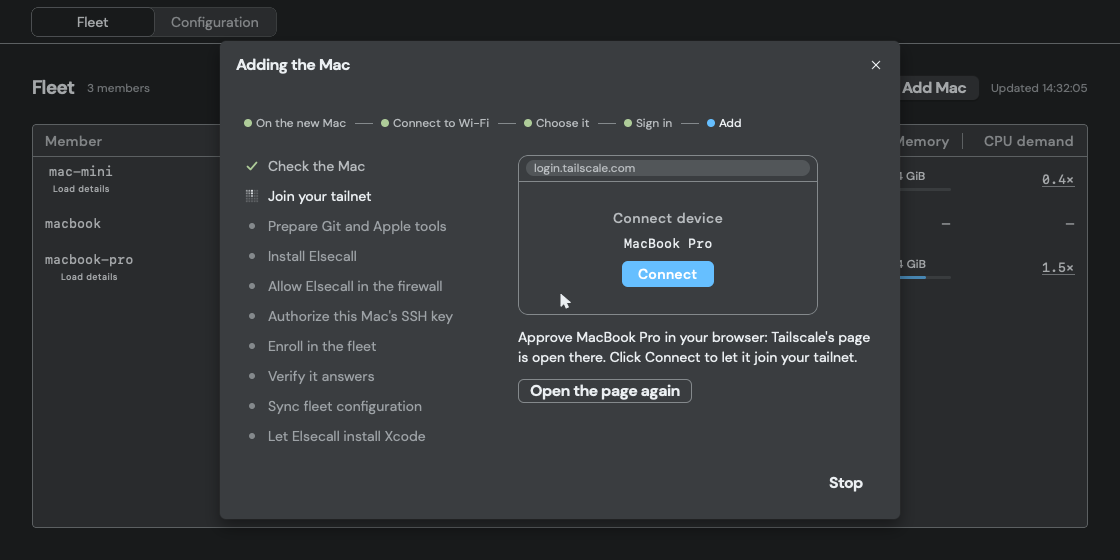 Fleet
Configuration
Fleet
3 members
Add Mac
Updated 14:32:05
Member
Memory
CPU demand
mac-mini
Load details
GiB
0.4×
macbook
—
—
macbook-pro
Load details
GiB
1.5×
Adding the Mac
On the new Mac
Connect to Wi-Fi
Choose it
Sign in
Add
Check the Mac
Join your tailnet
Prepare Git and Apple tools
Install Elsecall
Allow Elsecall in the firewall
Authorize this Mac's SSH key
Enroll in the fleet
Verify it answers
Sync fleet configuration
Let Elsecall install Xcode
login.tailscale.com
Connect device
MacBook Pro
Connect
Approve MacBook Pro in your browser: Tailscale's page
is open there. Click Connect to let it join your tailnet.
Open the page again
Stop